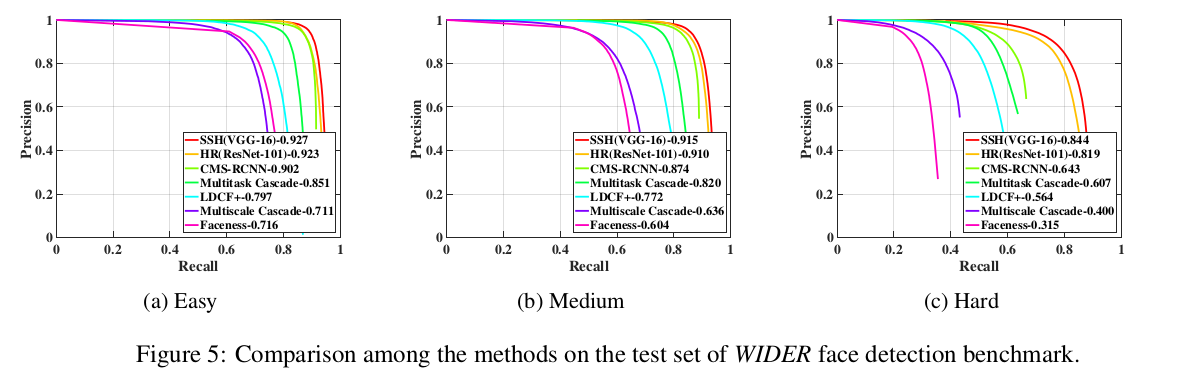 Precision
1
0.8
0.6
0.4
0.2
0
SSH(VGG-16)-0.927
HR(ResNet-101)-0.923
CMS-RCNN-0.902
Multitask Cascade-0.851
LDCF+-0.797
Multiscale Cascade-0.711
Faceness-0.716
0 0.2 0.4 0.6 0.8 1
Recall
(a) Easy
Precision
1
0.8
0.6
0.4
0.2
0
SSH(VGG-16)-0.915
HR(ResNet-101)-0.910
CMS-RCNN-0.874
Multitask Cascade-0.820
LDCF+-0.772
Multiscale Cascade-0.636
Faceness-0.604
0 0.2 0.4 0.6 0.8 1
Recall
(b) Medium
Precision
1
0.8
0.6
0.4
0.2
0
SSH(VGG-16)-0.844
HR(ResNet-101)-0.819
CMS-RCNN-0.643
Multitask Cascade-0.607
LDCF+-0.564
Multiscale Cascade-0.400
Faceness-0.315
0 0.2 0.4 0.6 0.8 1
Recall
(c) Hard
Figure 5: Comparison among the methods on the test set of WIDER face detection benchmark.